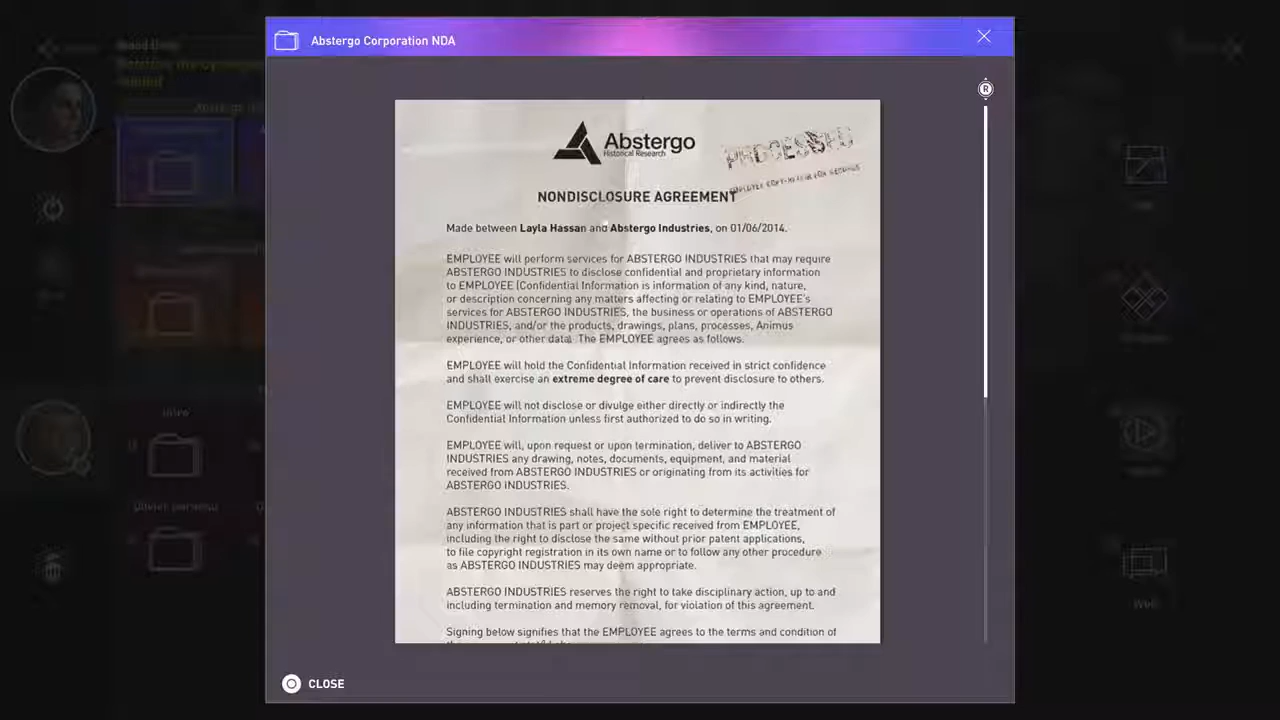 Abstergo Corporation NDA
R
Abstergo
Historical Research
PROCESSED
NONDISCLOSURE AGREEMENT
Made between Layla Hassan and Abstergo Industries, on 01/06/2014.
EMPLOYEE will perform services for ABSTERGO INDUSTRIES that may require
ABSTERGO INDUSTRIES to disclose confidential and proprietary information
to EMPLOYEE (Confidential Information is information of any kind, nature,
or description concerning any matters affecting or relating to EMPLOYEE's
services for ABSTERGO INDUSTRIES, the business or operations of ABSTERGO
INDUSTRIES, and/or the products, drawings, plans, processes, Animus
experience, or other data). The EMPLOYEE agrees as follows.
EMPLOYEE will hold the Confidential Information received in strict confidence
and shall exercise an extreme degree of care to prevent disclosure to others.
EMPLOYEE will not disclose or divulge either directly or indirectly the
Confidential Information unless first authorized to do so in writing.
EMPLOYEE will, upon request or upon termination, deliver to ABSTERGO
INDUSTRIES any drawing, notes, documents, equipment, and material
received from ABSTERGO INDUSTRIES or originating from its activities for
ABSTERGO INDUSTRIES.
ABSTERGO INDUSTRIES shall have the sole right to determine the treatment of
any information that is part or project specific received from EMPLOYEE,
including the right to disclose the same without prior patent applications,
to file copyright registration in its own name or to follow any other procedure
as ABSTERGO INDUSTRIES may deem appropriate.
ABSTERGO INDUSTRIES reserves the right to take disciplinary action, up to and
including termination and memory removal, for violation of this agreement.
Signing below signifies that the EMPLOYEE agrees to the terms and condition of
CLOSE